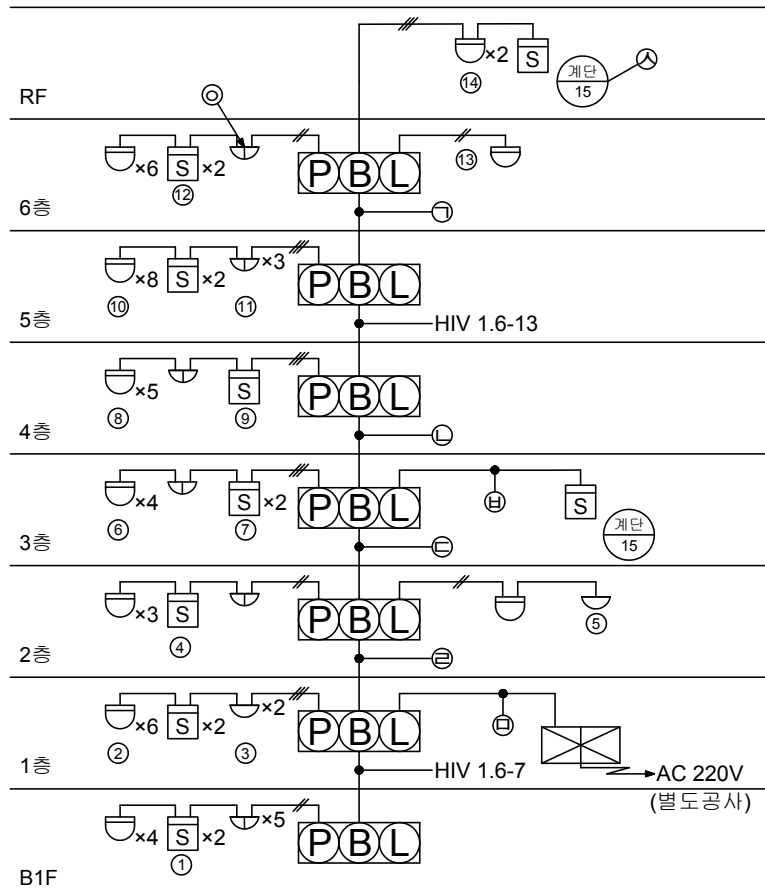 ×2 S 계단 ㉦
⑭ 15
RF
◎
×6 S ×2 P B L ⑬
⑫
6층 ㉠
×8 S ×2 ×3 P B L
⑩ ⑪
5층 HIV 1.6-13
×5 S P B L
⑧ ⑨
4층 ㉡
×4 S ×2 P B L ㉥ S 계단
⑥ ⑦ 15
3층 ㉢
×3 S P B L
④ ⑤
2층 ㉣
×6 S ×2 ×2 P B L ㉤
② ③
1층 HIV 1.6-7 AC 220V
(별도공사)
×4 S ×2 ×5 P B L
①
B1F